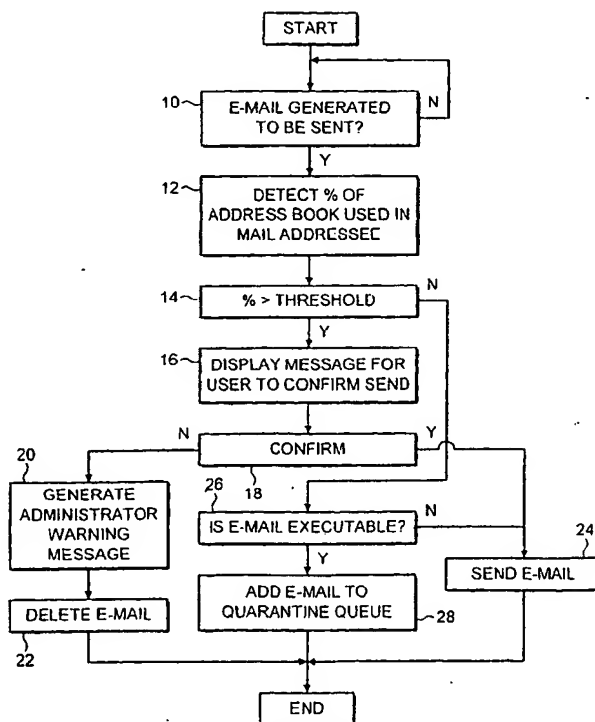 START
10
E-MAIL GENERATED
TO BE SENT?
N
Y
12
DETECT % OF
ADDRESS BOOK USED IN
MAIL ADDRESSEE
14
% > THRESHOLD
N
Y
16
DISPLAY MESSAGE FOR
USER TO CONFIRM SEND
N
CONFIRM
Y
18
20
GENERATE
ADMINISTRATOR
WARNING
MESSAGE
26
IS E-MAIL EXECUTABLE?
N
Y
24
SEND E-MAIL
DELETE E-MAIL
22
ADD E-MAIL TO
QUARANTINE QUEUE
28
END